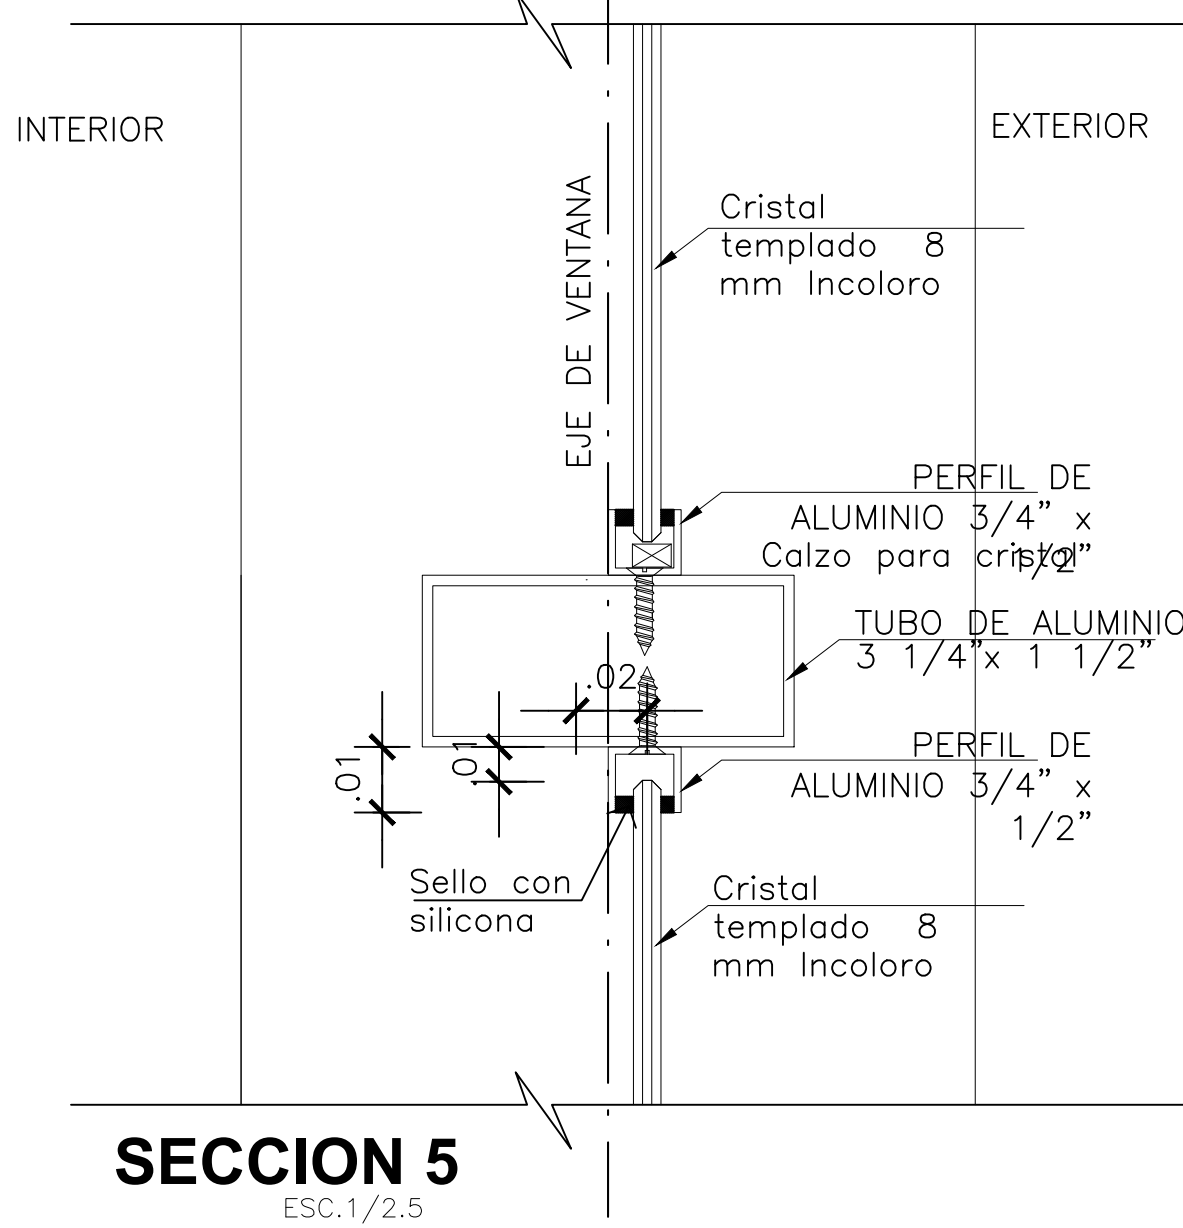 INTERIOR
EXTERIOR
EJE DE VENTANA
Cristal
templado 8
mm Incoloro
PERFIL DE
ALUMINIO 3/4" x
1/2"
Calzo para cristal
TUBO DE ALUMINIO
3 1/4"x 1 1/2"
.02
.01
.01
PERFIL DE
ALUMINIO 3/4" x
1/2"
Sello con
silicona
Cristal
templado 8
mm Incoloro
SECCION 5
ESC.1/2.5